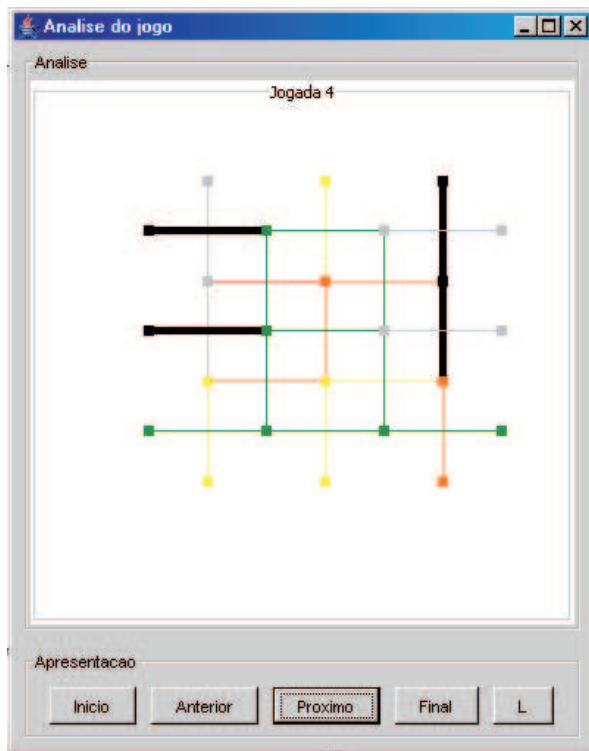 Analise do jogo
Analise
Jogada 4
Apresentacao
Inicio Anterior Proximo Final L